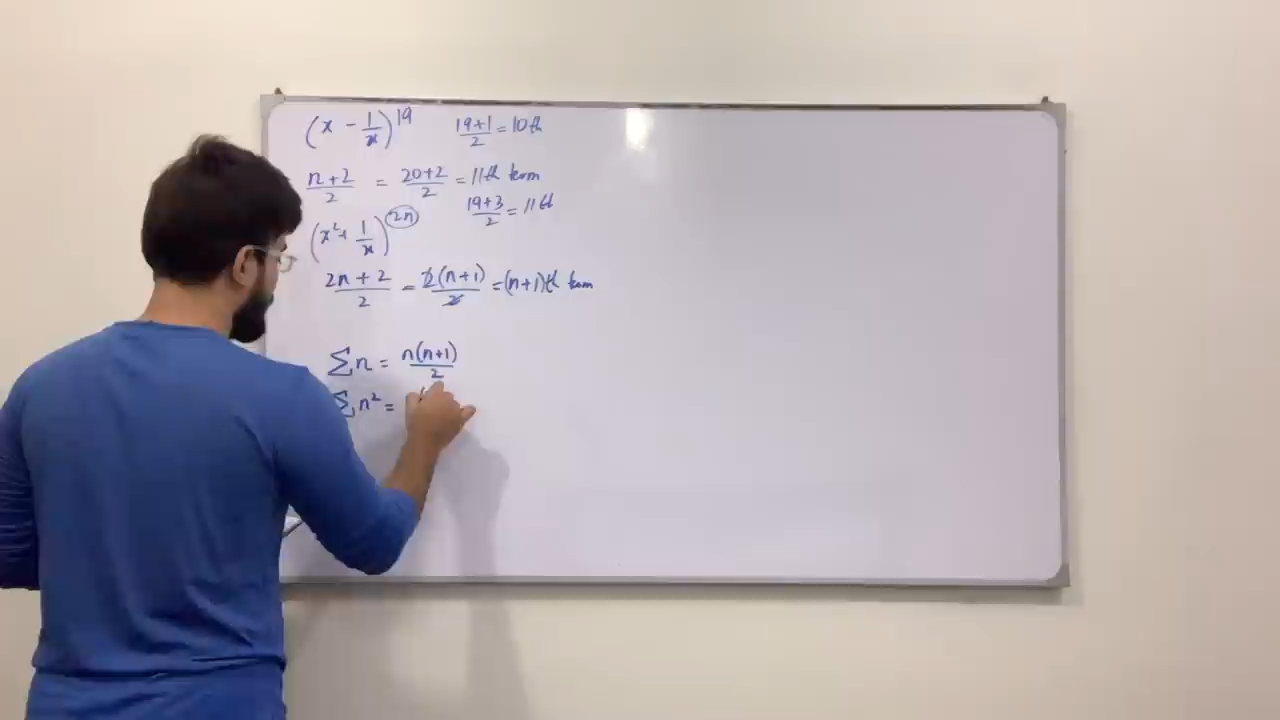 (x - 1/x)^19 19+1/2 = 10th
n+2/2 = 20+2/2 = 11th term
19+3/2 = 11th
(x² + 1/x)^2n
2n+2/2 = 2(n+1)/2 = (n+1)th term
∑n = n(n+1)/2
∑n² =